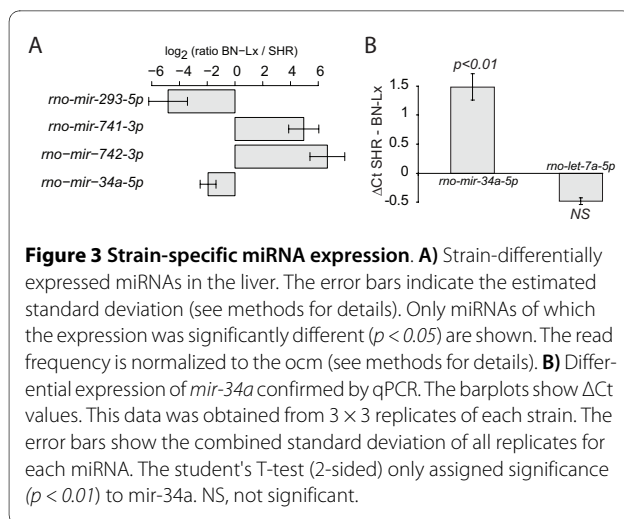 A
log2 (ratio BN−Lx / SHR)
−6 −4 −2 0 2 4 6
rno-mir-293-5p
rno-mir-741-3p
rno−mir−742-3p
rno−mir−34a-5p
B
p<0.01
1.5
1
0.5
0
-0.5
ΔCt SHR - BN-Lx
rno-mir-34a-5p
rno-let-7a-5p
NS
Figure 3 Strain-specific miRNA expression. A) Strain-differentially
expressed miRNAs in the liver. The error bars indicate the estimated
standard deviation (see methods for details). Only miRNAs of which
the expression was significantly different (p < 0.05) are shown. The read
frequency is normalized to the ocm (see methods for details). B) Differ-
ential expression of mir-34a confirmed by qPCR. The barplots show ΔCt
values. This data was obtained from 3 × 3 replicates of each strain. The
error bars show the combined standard deviation of all replicates for
each miRNA. The student's T-test (2-sided) only assigned significance
(p < 0.01) to mir-34a. NS, not significant.